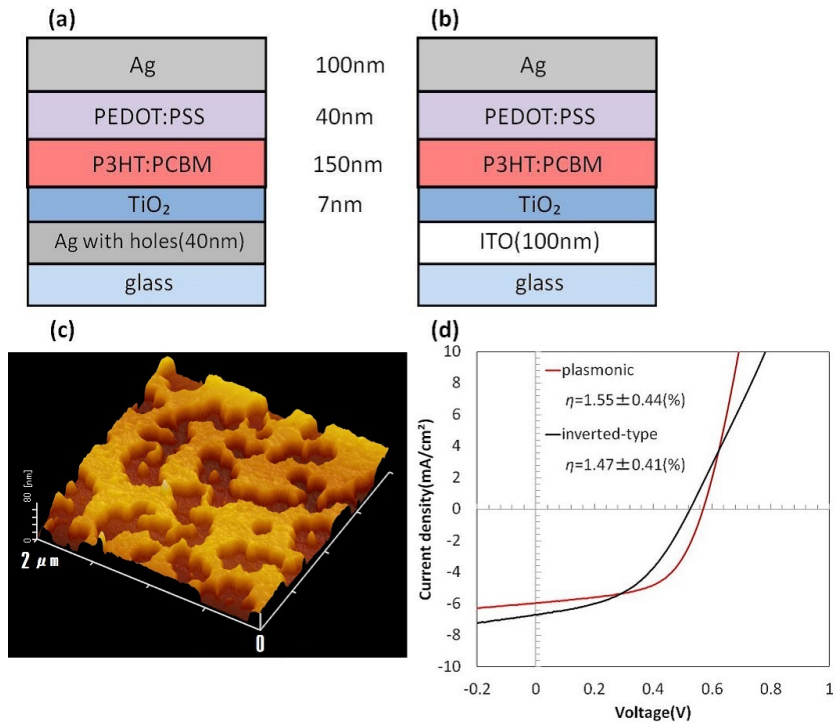 (a)
Ag
PEDOT:PSS
P3HT:PCBM
TiO₂
Ag with holes(40nm)
glass
100nm
40nm
150nm
7nm
(b)
Ag
PEDOT:PSS
P3HT:PCBM
TiO₂
ITO(100nm)
glass
(c)
80 [nm]
0
2 μm
0
(d)
Current density(mA/cm²)
10
8
6
4
2
0
-2
-4
-6
-8
-10
plasmonic
η=1.55±0.44(%)
inverted-type
η=1.47±0.41(%)
-0.2
0
0.2
0.4
0.6
0.8
1
Voltage(V)